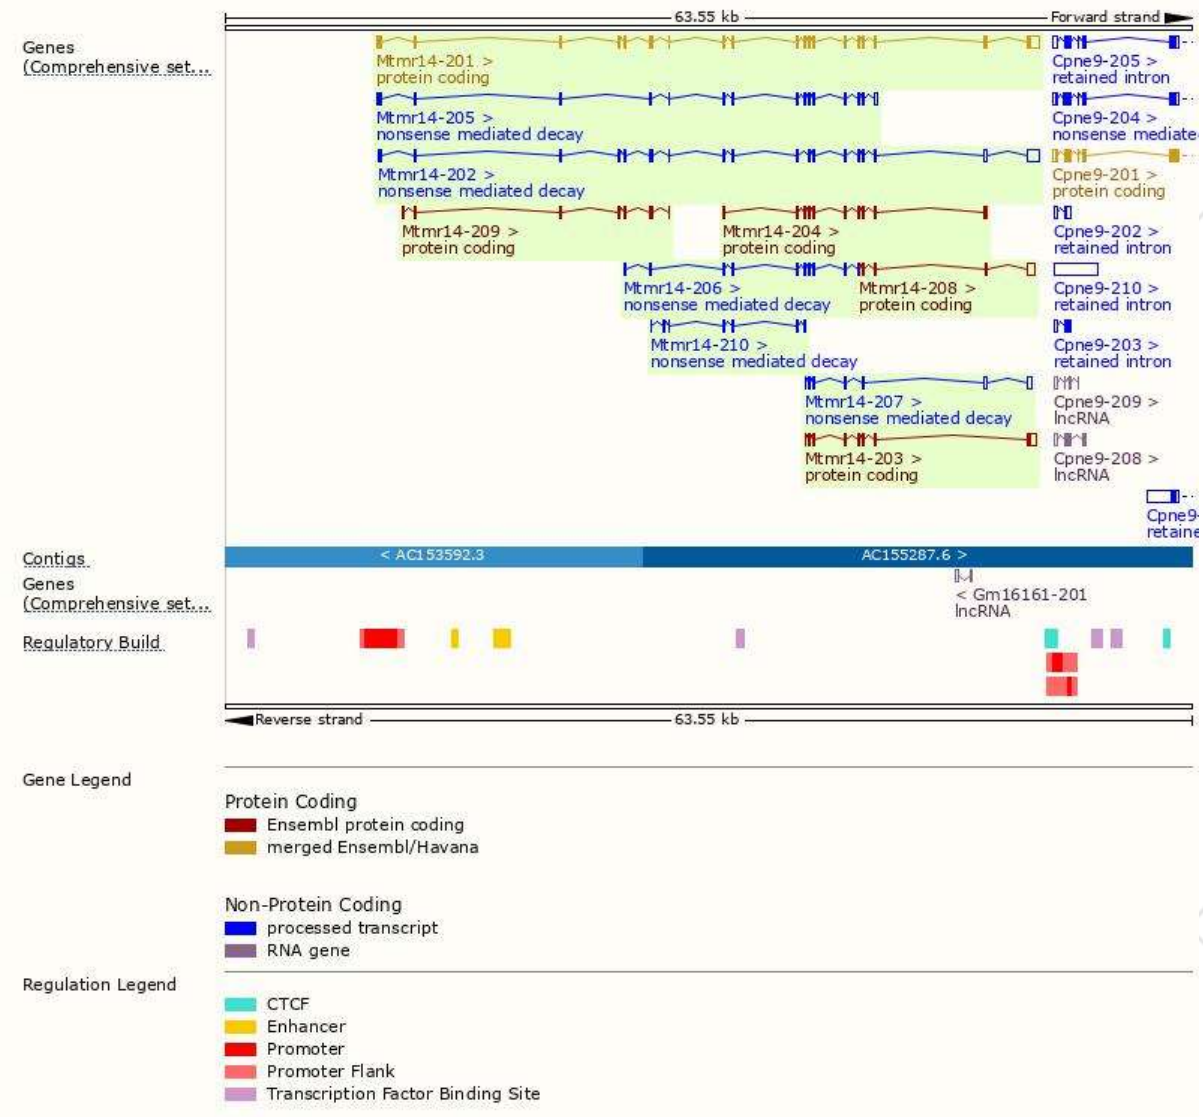 63.55 kb
Forward strand
Genes
(Comprehensive set...
Mtmr14-201 >
protein coding
Cpne9-205 >
retained intron
Mtmr14-205 >
nonsense mediated decay
Cpne9-204 >
nonsense mediate
Mtmr14-202 >
nonsense mediated decay
Cpne9-201 >
protein coding
Mtmr14-209 >
protein coding
Mtmr14-204 >
protein coding
Cpne9-202 >
retained intron
Mtmr14-206 >
nonsense mediated decay
Mtmr14-208 >
protein coding
Cpne9-210 >
retained intron
Mtmr14-210 >
nonsense mediated decay
Cpne9-203 >
retained intron
Mtmr14-207 >
nonsense mediated decay
Cpne9-209 >
lncRNA
Mtmr14-203 >
protein coding
Cpne9-208 >
lncRNA
Cpne9-
retaine
Contigs
< AC153592.3
AC155287.6 >
Genes
(Comprehensive set...
< Gm16161-201
lncRNA
Regulatory Build
Reverse strand
63.55 kb
Gene Legend
Protein Coding
Ensembl protein coding
merged Ensembl/Havana
Non-Protein Coding
processed transcript
RNA gene
Regulation Legend
CTCF
Enhancer
Promoter
Promoter Flank
Transcription Factor Binding Site